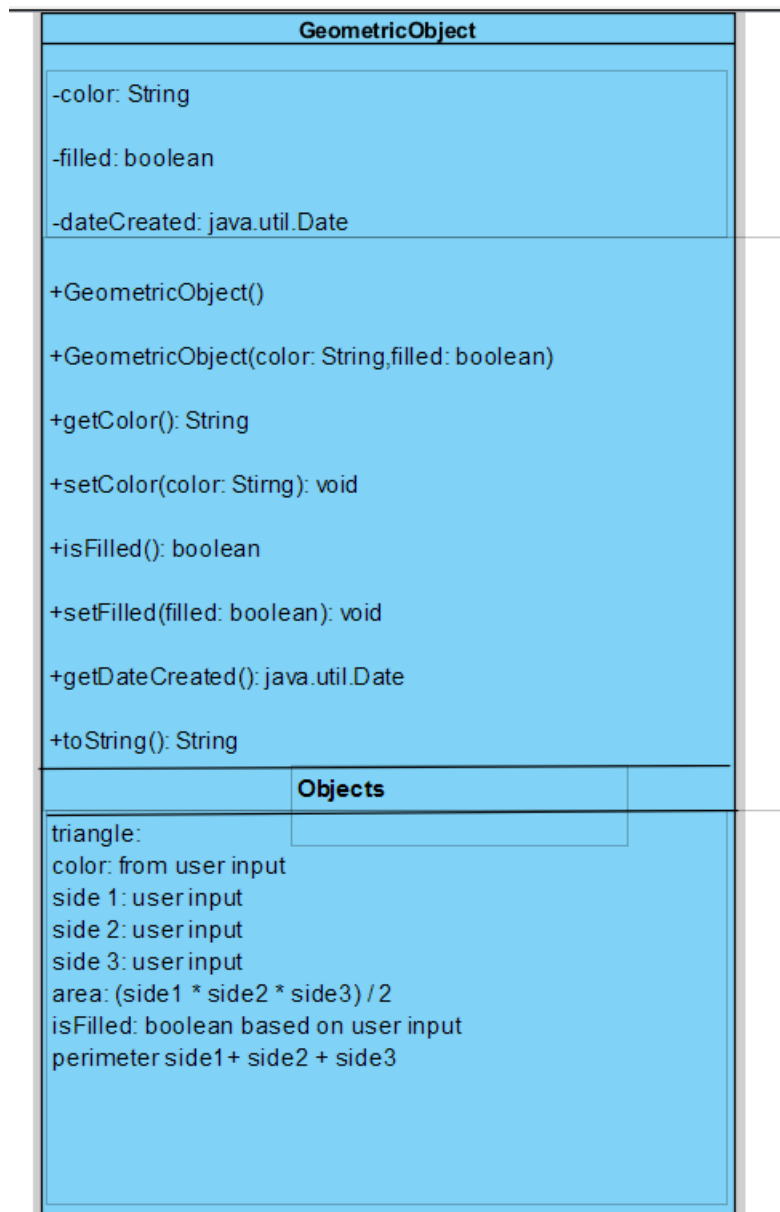 GeometricObject
-color: String
-filled: boolean
-dateCreated: java.util.Date
+GeometricObject()
+GeometricObject(color: String,filled: boolean)
+getColor(): String
+setColor(color: Stirng): void
+isFilled(): boolean
+setFilled(filled: boolean): void
+getDateCreated(): java.util.Date
+toString(): String
Objects
triangle:
color: from user input
side 1: user input
side 2: user input
side 3: user input
area: (side1 * side2 * side3) / 2
isFilled: boolean based on user input
perimeter side1+ side2 + side3